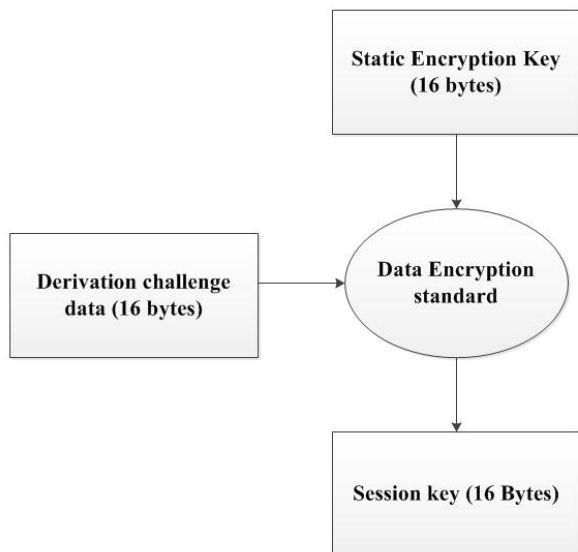 Static Encryption Key
(16 bytes)
Derivation challenge
data (16 bytes)
Data Encryption
standard
Session key (16 Bytes)